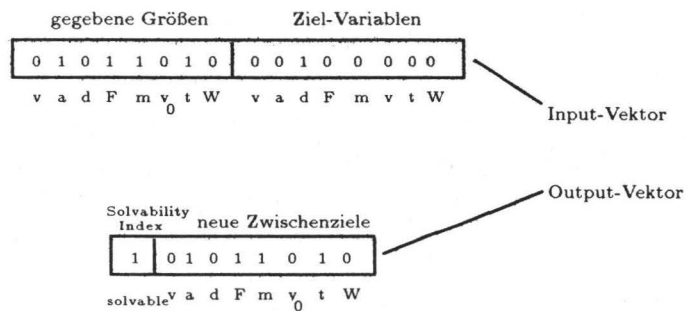 gegebene Größen Ziel-Variablen
0 1 0 1 1 0 1 0 0 0 1 0 0 0 0 0
v a d F m v0 t W v a d F m v t W
Input-Vektor
Output-Vektor
Solvability
Index neue Zwischenziele
1 0 1 0 1 1 0 1 0
solvable v a d F m v0 t W